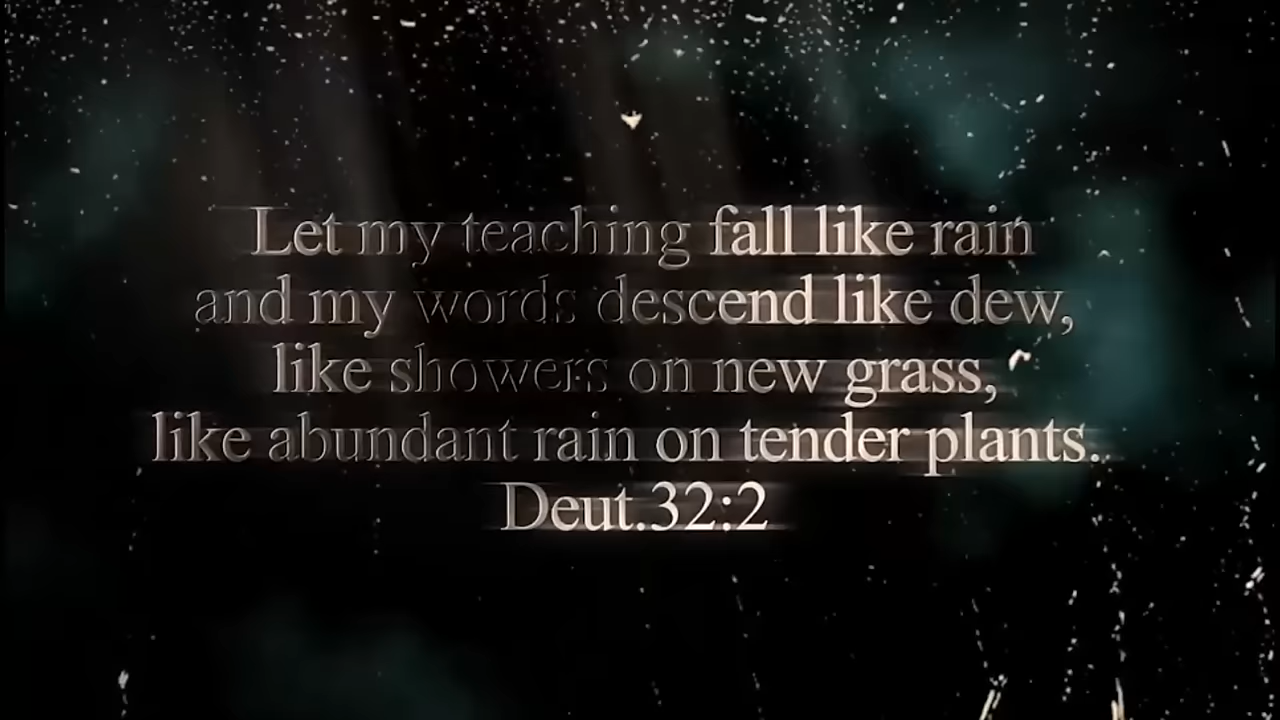 Let my teaching fall like rain
and my words descend like dew,
like showers on new grass,
like abundant rain on tender plants.
Deut.32:2